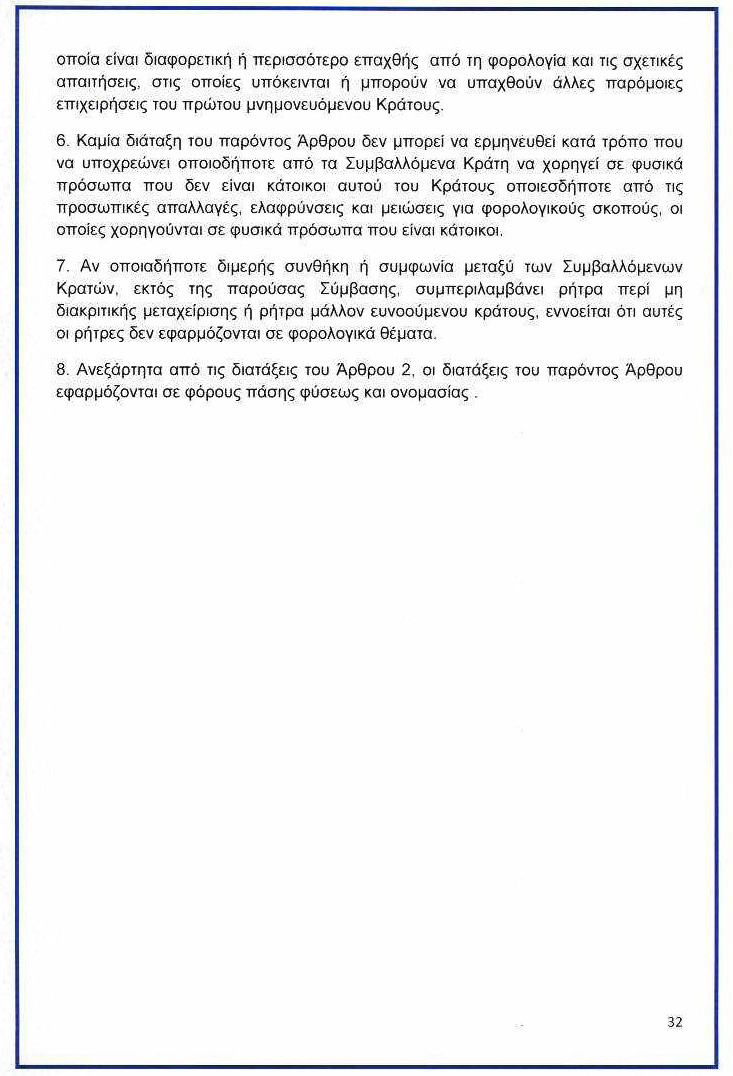 οποία είναι διαφορετική ή περισσότερο επαχθής από τη φορολογία και τις σχετικές
απαιτήσεις, στις οποίες υπόκεινται ή μπορούν να υπαχθούν άλλες παρόμοιες
επιχειρήσεις του πρώτου μνημονευόμενου Κράτους.
6. Καμία διάταξη του παρόντος Άρθρου δεν μπορεί να ερμηνευθεί κατά τρόπο που
να υποχρεώνει οποιοδήποτε από τα Συμβαλλόμενα Κράτη να χορηγεί σε φυσικά
πρόσωπα που δεν είναι κάτοικοι αυτού του Κράτους οποιεσδήποτε από τις
προσωπικές απαλλαγές, ελαφρύνσεις και μειώσεις για φορολογικούς σκοπούς, οι
οποίες χορηγούνται σε φυσικά πρόσωπα που είναι κάτοικοι.
7. Αν οποιαδήποτε διμερής συνθήκη ή συμφωνία μεταξύ των Συμβαλλόμενων
Κρατών, εκτός της παρούσας Σύμβασης, συμπεριλαμβάνει ρήτρα περί μη
διακριτικής μεταχείρισης ή ρήτρα μάλλον ευνοούμενου κράτους, εννοείται ότι αυτές
οι ρήτρες δεν εφαρμόζονται σε φορολογικά θέματα.
8. Ανεξάρτητα από τις διατάξεις του Άρθρου 2, οι διατάξεις του παρόντος Άρθρου
εφαρμόζονται σε φόρους πάσης φύσεως και ονομασίας .
32